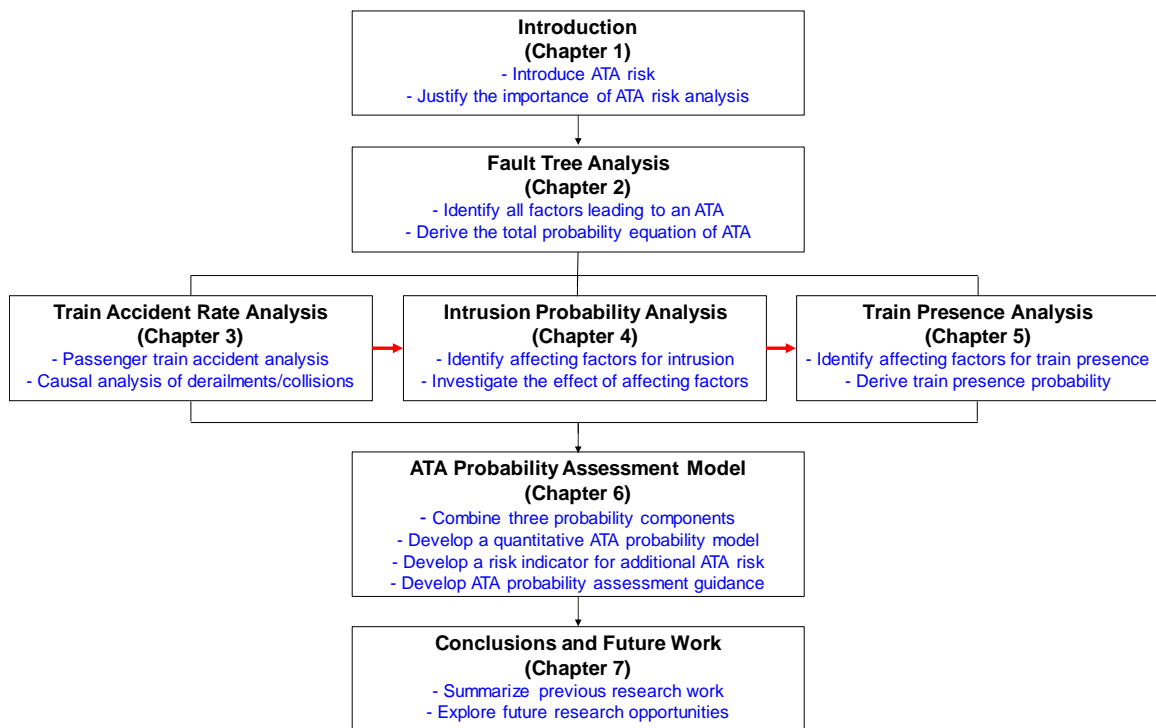 Introduction
(Chapter 1)
- Introduce ATA risk
- Justify the importance of ATA risk analysis
Fault Tree Analysis
(Chapter 2)
- Identify all factors leading to an ATA
- Derive the total probability equation of ATA
Train Accident Rate Analysis
(Chapter 3)
- Passenger train accident analysis
- Causal analysis of derailments/collisions
Intrusion Probability Analysis
(Chapter 4)
- Identify affecting factors for intrusion
- Investigate the effect of affecting factors
Train Presence Analysis
(Chapter 5)
- Identify affecting factors for train presence
- Derive train presence probability
ATA Probability Assessment Model
(Chapter 6)
- Combine three probability components
- Develop a quantitative ATA probability model
- Develop a risk indicator for additional ATA risk
- Develop ATA probability assessment guidance
Conclusions and Future Work
(Chapter 7)
- Summarize previous research work
- Explore future research opportunities